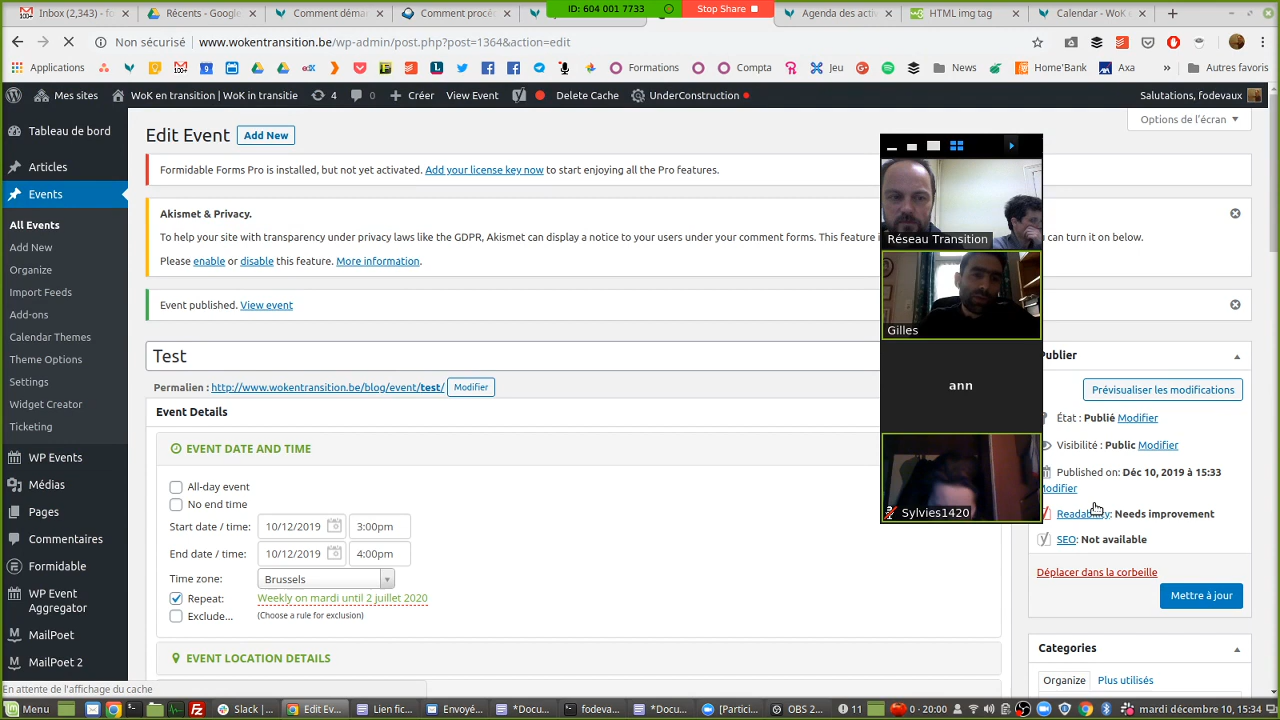 Inbox (2,343) - fo
Récents - Google
Comment déma
Comment procéd
ID: 604 001 7733
Stop Share
Agenda des acti
HTML img tag
Calendar - WoK e
Non sécurisé
www.wokentransition.be/wp-admin/post.php?post=1364&action=edit
Applications
Formations
Compta
Jeu
News
Home'Bank
Axa
»
Autres favoris
Mes sites
WoK en transition | WoK in transitie
4
0
Créer
View Event
Delete Cache
UnderConstruction
Salutations, fodevaux
Options de l'écran
Tableau de bord
Articles
Events
All Events
Add New
Organize
Import Feeds
Add-ons
Calendar Themes
Theme Options
Settings
Widget Creator
Ticketing
WP Events
Médias
Pages
Commentaires
Formidable
WP Event
Aggregator
MailPoet
MailPoet 2
Edit Event
Add New
Formidable Forms Pro is installed, but not yet activated. Add your license key now to start enjoying all the Pro features.
Akismet & Privacy.
To help your site with transparency under privacy laws like the GDPR, Akismet can display a notice to your users under your comment forms. This feature i
u can turn it on below.
Please enable or disable this feature. More information.
Event published. View event
Test
Permalien : http://www.wokentransition.be/blog/event/test/
Modifier
Event Details
EVENT DATE AND TIME
All-day event
No end time
Start date / time:
10/12/2019
3:00pm
End date / time:
10/12/2019
4:00pm
Time zone:
Brussels
Repeat:
Weekly on mardi until 2 juillet 2020
Exclude...
(Choose a rule for exclusion)
EVENT LOCATION DETAILS
Réseau Transition
Gilles
ann
Sylvies1420
Publier
Prévisualiser les modifications
État : Publié Modifier
Visibilité : Public Modifier
Published on: Déc 10, 2019 à 15:33
Modifier
Readability: Needs improvement
SEO: Not available
Déplacer dans la corbeille
Mettre à jour
Categories
Organize
Plus utilisés
En attente de l'affichage du cache
Menu
Slack |...
Edit Ev...
Lien fic...
Envoyé...
*Docu...
fodeva...
*Docu...
[Partici...
OBS 2...
11
0 - 20:00
mardi décembre 10, 15:34